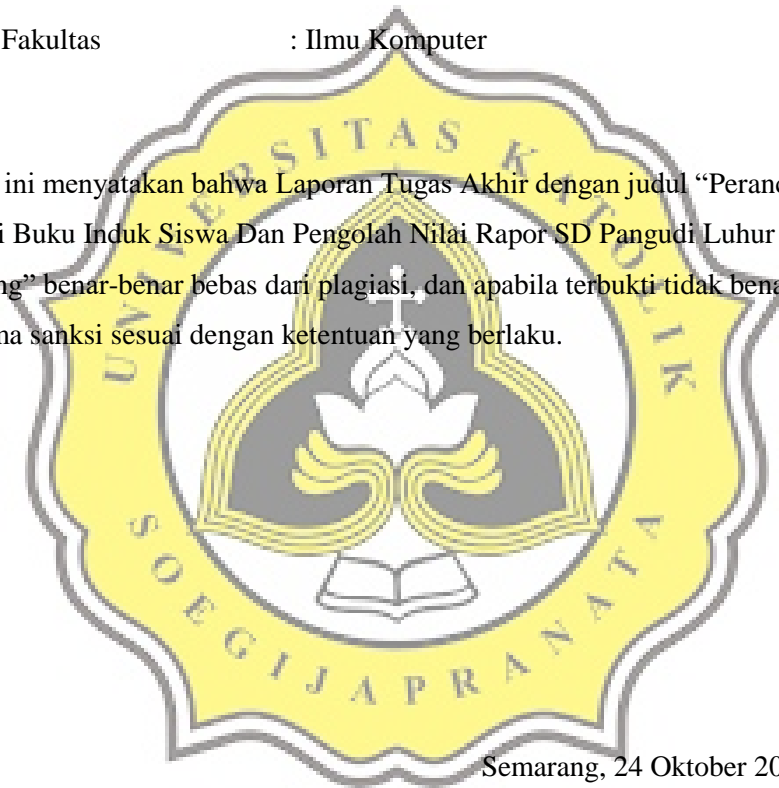 Fakultas : Ilmu Komputer
ini menyatakan bahwa Laporan Tugas Akhir dengan judul “Peranc
i Buku Induk Siswa Dan Pengolah Nilai Rapor SD Pangudi Luhur
ng” benar-benar bebas dari plagiasi, dan apabila terbukti tidak bena
na sanksi sesuai dengan ketentuan yang berlaku.
UNIVERSITAS KATOLIK
SOEGIJAPRANATA
Semarang, 24 Oktober 20